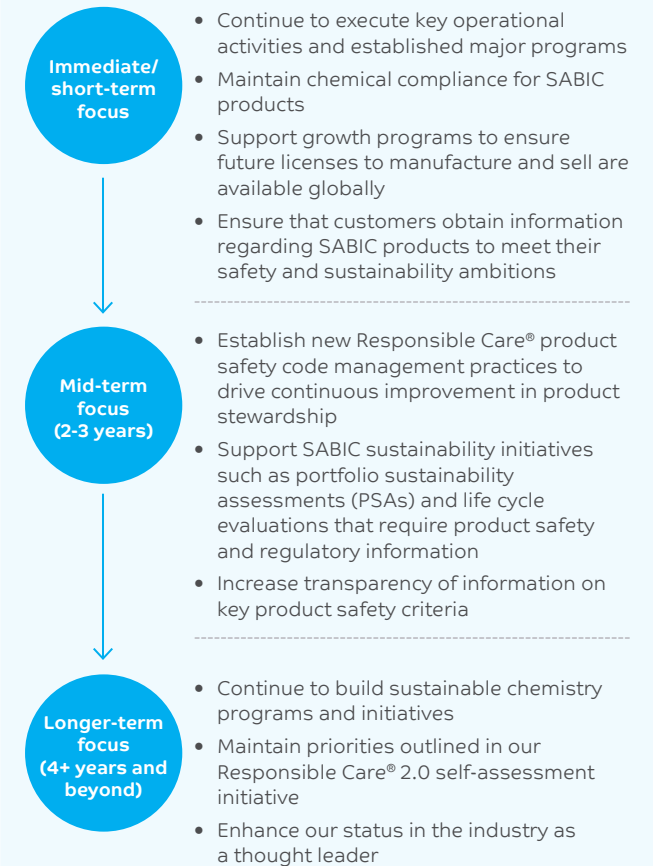 Immediate/
short-term
focus
• Continue to execute key operational
activities and established major programs
• Maintain chemical compliance for SABIC
products
• Support growth programs to ensure
future licenses to manufacture and sell are
available globally
• Ensure that customers obtain information
regarding SABIC products to meet their
safety and sustainability ambitions
Mid-term
focus
(2-3 years)
• Establish new Responsible Care® product
safety code management practices to
drive continuous improvement in product
stewardship
• Support SABIC sustainability initiatives
such as portfolio sustainability
assessments (PSAs) and life cycle
evaluations that require product safety
and regulatory information
• Increase transparency of information on
key product safety criteria
Longer-term
focus
(4+ years and
beyond)
• Continue to build sustainable chemistry
programs and initiatives
• Maintain priorities outlined in our
Responsible Care® 2.0 self-assessment
initiative
• Enhance our status in the industry as
a thought leader